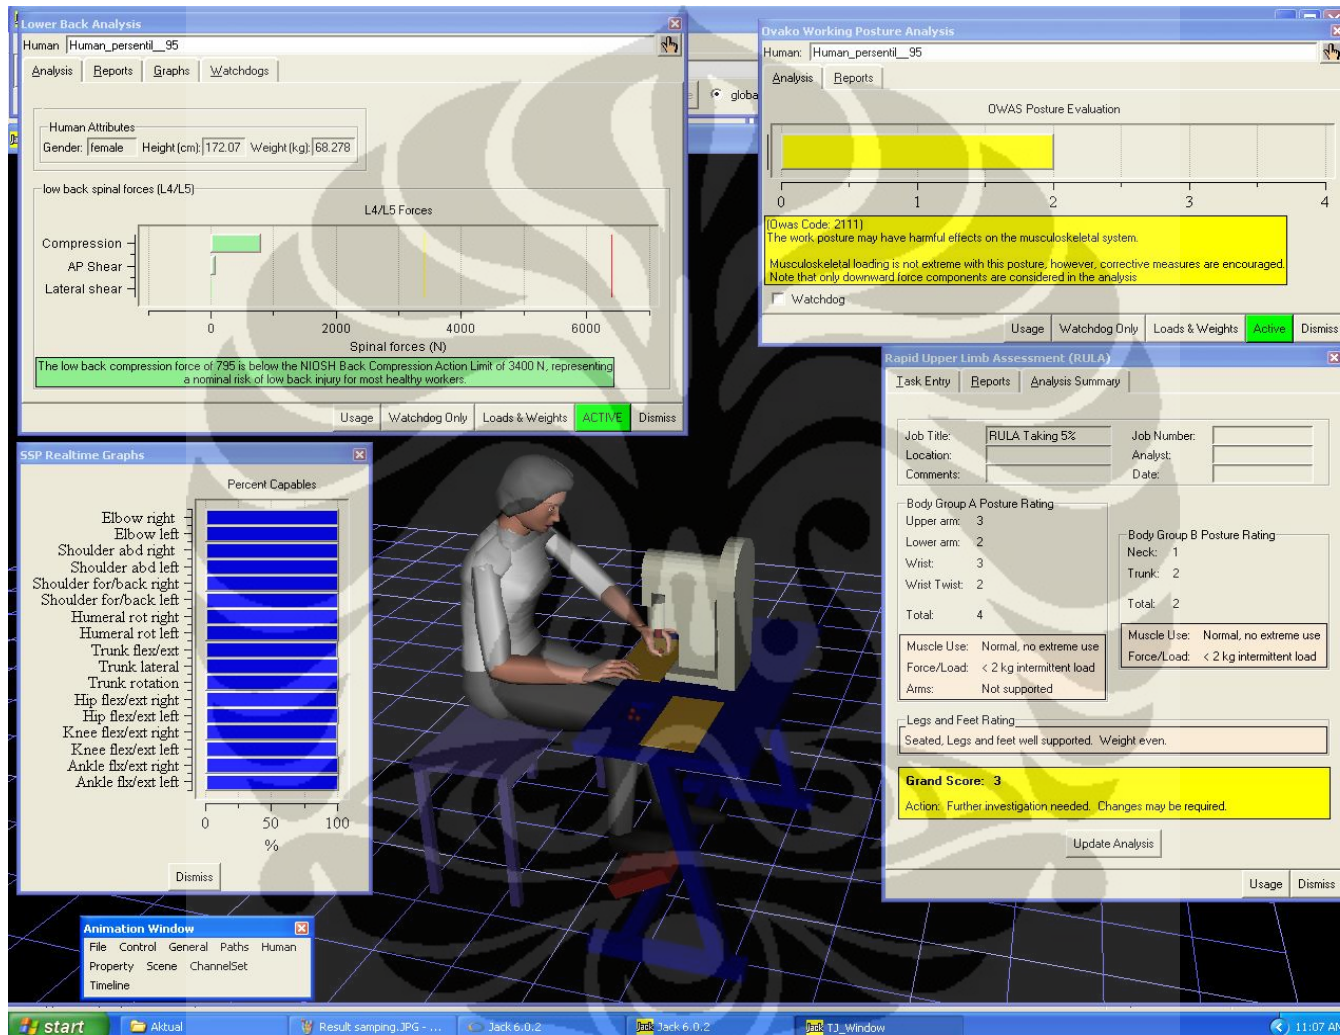 Lower Back Analysis
Human Human_persentil__95
Analysis Reports Graphs Watchdogs
Human Attributes
Gender: female Height (cm): 172.07 Weight (kg): 68.278
low back spinal forces (L4/L5)
L4/L5 Forces
Compression
AP Shear
Lateral shear
0 2000 4000 6000
Spinal forces (N)
The low back compression force of 795 is below the NIOSH Back Compression Action Limit of 3400 N, representing
a nominal risk of low back injury for most healthy workers.
Usage Watchdog Only Loads & Weights ACTIVE Dismiss
globa
Ovako Working Posture Analysis
Human: Human_persentil__95
Analysis Reports
OWAS Posture Evaluation
0 1 2 3 4
(Owas Code: 2111)
The work posture may have harmful effects on the musculoskeletal system.
Musculoskeletal loading is not extreme with this posture, however, corrective measures are encouraged.
Note that only downward force components are considered in the analysis
Watchdog
Usage Watchdog Only Loads & Weights Active Dismiss
Rapid Upper Limb Assessment (RULA)
Task Entry Reports Analysis Summary
Job Title: RULA Taking 5% Job Number:
Location: Analyst:
Comments: Date:
Body Group A Posture Rating
Upper arm: 3
Lower arm: 2
Wrist: 3
Wrist Twist: 2
Total: 4
Muscle Use: Normal, no extreme use
Force/Load: < 2 kg intermittent load
Arms: Not supported
Body Group B Posture Rating
Neck: 1
Trunk: 2
Total: 2
Muscle Use: Normal, no extreme use
Force/Load: < 2 kg intermittent load
Legs and Feet Rating
Seated, Legs and feet well supported. Weight even.
Grand Score: 3
Action: Further investigation needed. Changes may be required.
Update Analysis
Usage Dismiss
SSP Realtime Graphs
Percent Capables
Elbow right
Elbow left
Shoulder abd right
Shoulder abd left
Shoulder for/back right
Shoulder for/back left
Humeral rot right
Humeral rot left
Trunk flex/ext
Trunk lateral
Trunk rotation
Hip flex/ext right
Hip flex/ext left
Knee flex/ext right
Knee flex/ext left
Ankle flx/ext right
Ankle flx/ext left
0 50 100
%
Dismiss
Animation Window
File Control General Paths Human
Property Scene ChannelSet
Timeline
start Aktual Result samping.JPG - ... Jack 6.0.2 Jack 6.0.2 TJ_Window 11:07 AM